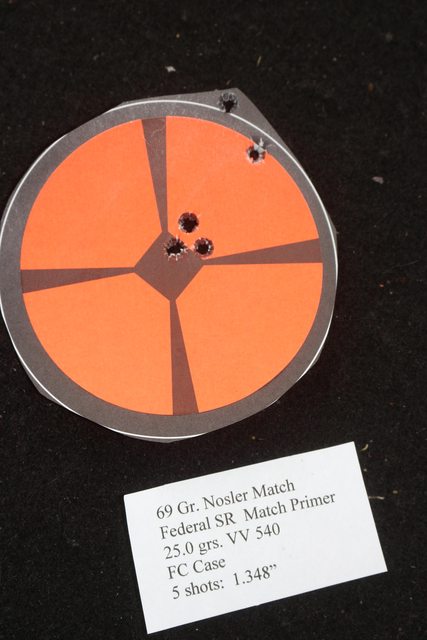 69 Gr. Nosler Match
Federal SR Match Primer
25.0 grs. VV 540
FC Case
5 shots: 1.348”